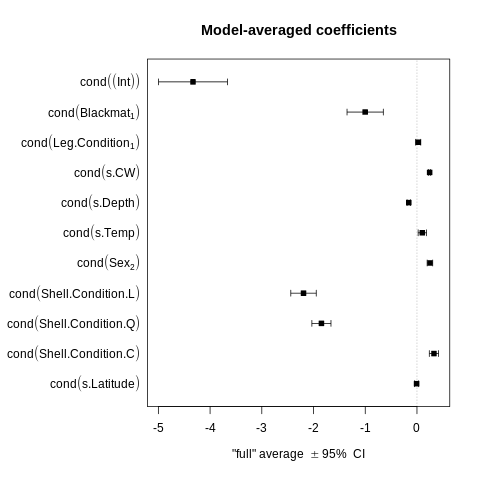 Model-averaged coefficients
cond((Int))
cond(Blackmat₁)
cond(Leg.Condition₁)
cond(s.CW)
cond(s.Depth)
cond(s.Temp)
cond(Sex₂)
cond(Shell.Condition.L)
cond(Shell.Condition.Q)
cond(Shell.Condition.C)
cond(s.Latitude)
-5 -4 -3 -2 -1 0
"full" average ± 95% CI